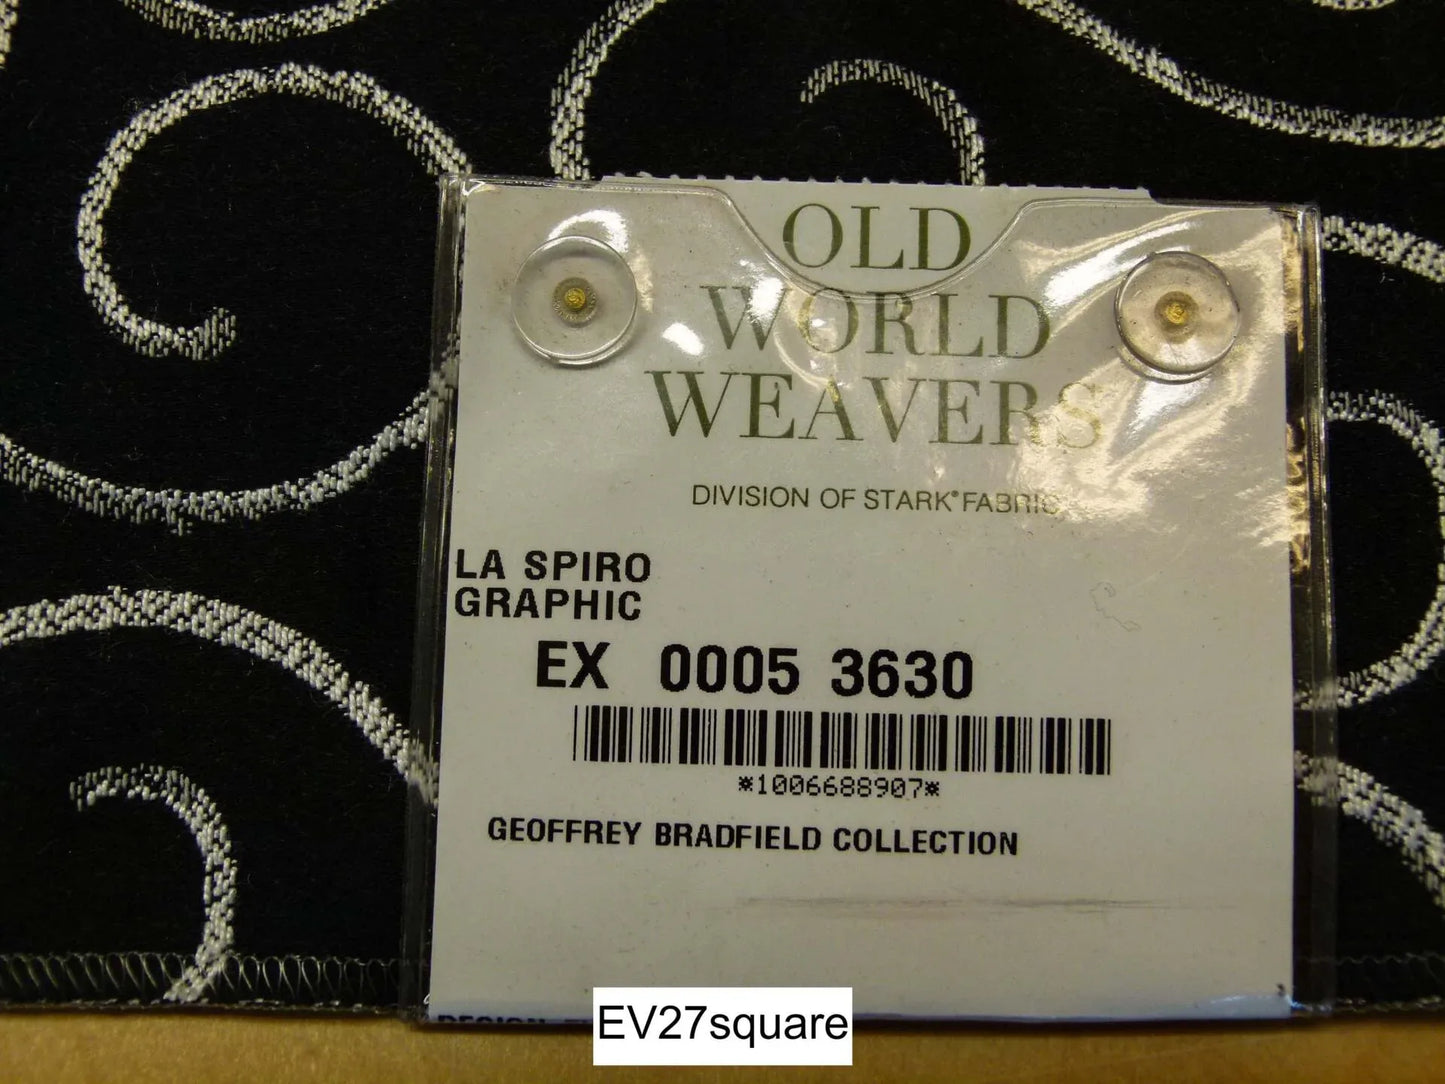 OLD
WORLD
WEAVERS
DIVISION OF STARK® FABRIC
LA SPIRO
GRAPHIC
EX 0005 3630
*1006688907*
GEOFFREY BRADFIELD COLLECTION
EV27square